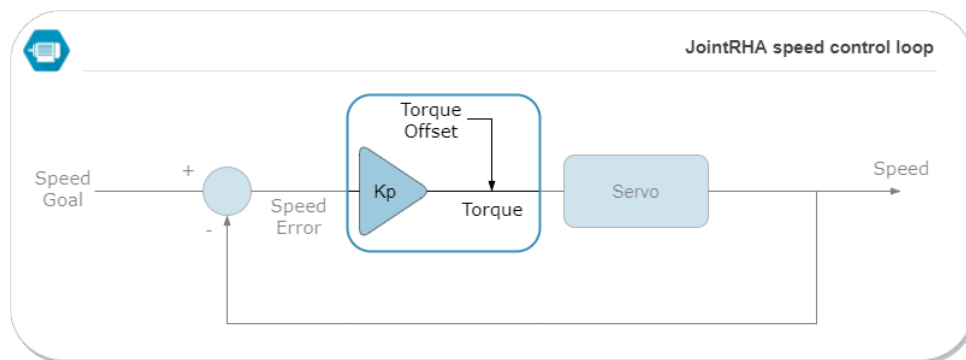 JointRHA speed control loop
Torque
Offset
+
Speed
Goal
Kp
Servo
Speed
-
Speed
Error
Torque